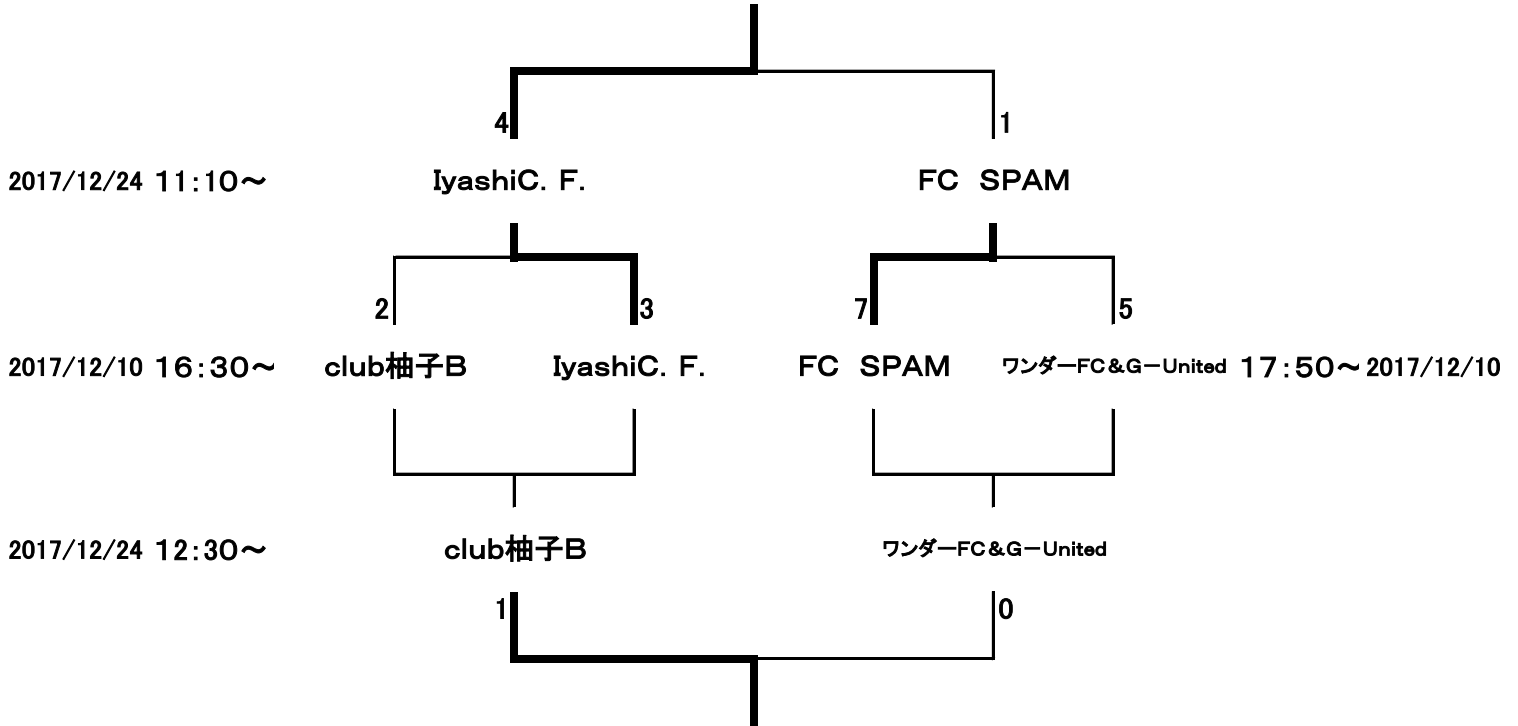 4 1
2017/12/24 11:10～ IyashiC. F. FC SPAM
2 3 7 5
2017/12/10 16:30～ club柚子B IyashiC. F. FC SPAM ワンダーFC＆G－United 17:50～ 2017/12/10
2017/12/24 12:30～ club柚子B ワンダーFC＆G－United
1 0